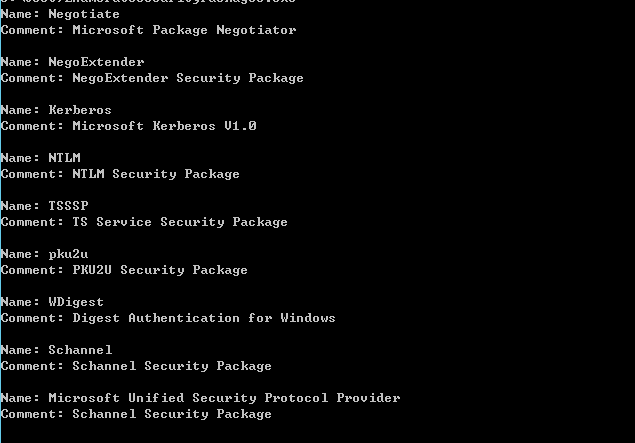 Name: Negotiate
Comment: Microsoft Package Negotiator
Name: NegoExtender
Comment: NegoExtender Security Package
Name: Kerberos
Comment: Microsoft Kerberos V1.0
Name: NTLM
Comment: NTLM Security Package
Name: TSSSP
Comment: TS Service Security Package
Name: pku2u
Comment: PKU2U Security Package
Name: WDigest
Comment: Digest Authentication for Windows
Name: Schannel
Comment: Schannel Security Package
Name: Microsoft Unified Security Protocol Provider
Comment: Schannel Security Package